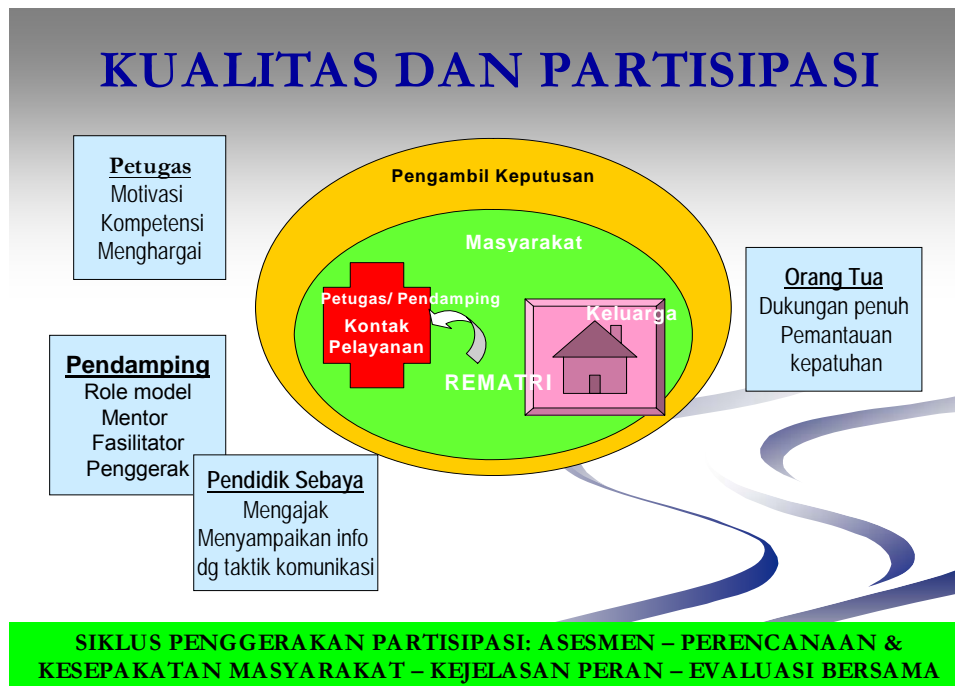 KUALITAS DAN PARTISIPASI
Petugas
Motivasi
Kompetensi
Menghargai
Pengambil Keputusan
Masyarakat
Petugas/ Pendamping
Kontak
Pelayanan
Keluarga
REMATRI
Orang Tua
Dukungan penuh
Pemantauan
kepatuhan
Pendamping
Role model
Mentor
Fasilitator
Penggerak
Pendidik Sebaya
Mengajak
Menyampaikan info
dg taktik komunikasi
SIKLUS PENGGERAKAN PARTISIPASI: ASESMEN – PERENCANAAN &
KESEPAKATAN MASYARAKAT – KEJELASAN PERAN – EVALUASI BERSAMA